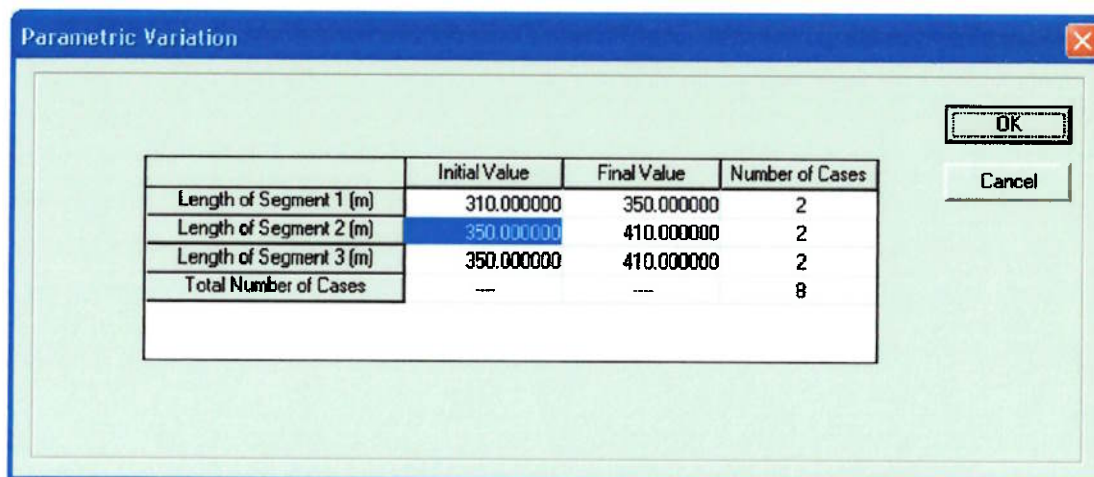 Parametric Variation
OK
Cancel
Initial Value Final Value Number of Cases
Length of Segment 1 (m) 310.000000 350.000000 2
Length of Segment 2 (m) 350.000000 410.000000 2
Length of Segment 3 (m) 350.000000 410.000000 2
Total Number of Cases ---- ---- 8